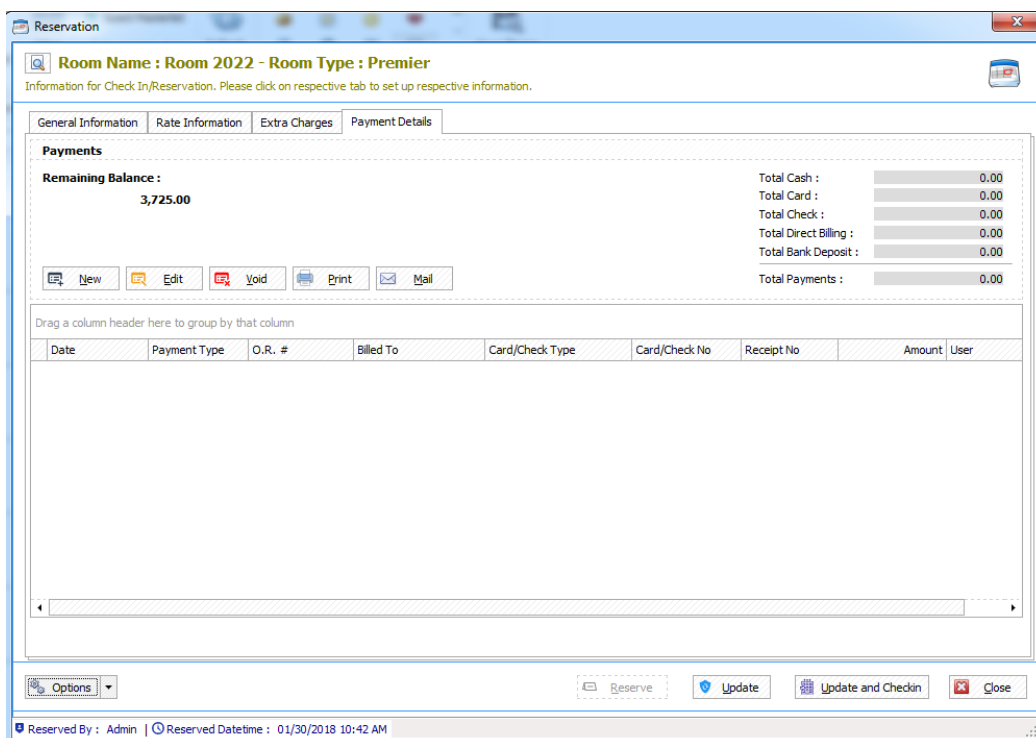 Reservation
Room Name : Room 2022 - Room Type : Premier
Information for Check In/Reservation. Please click on respective tab to set up respective information.
General Information Rate Information Extra Charges Payment Details
Payments
Remaining Balance :
3,725.00
Total Cash : 0.00
Total Card : 0.00
Total Check : 0.00
Total Direct Billing : 0.00
Total Bank Deposit : 0.00
New Edit Void Print Mail Total Payments : 0.00
Drag a column header here to group by that column
Date Payment Type O.R. # Billed To Card/Check Type Card/Check No Receipt No Amount User
Options Reserve Update Update and Checkin Close
Reserved By : Admin | Reserved Datetime : 01/30/2018 10:42 AM